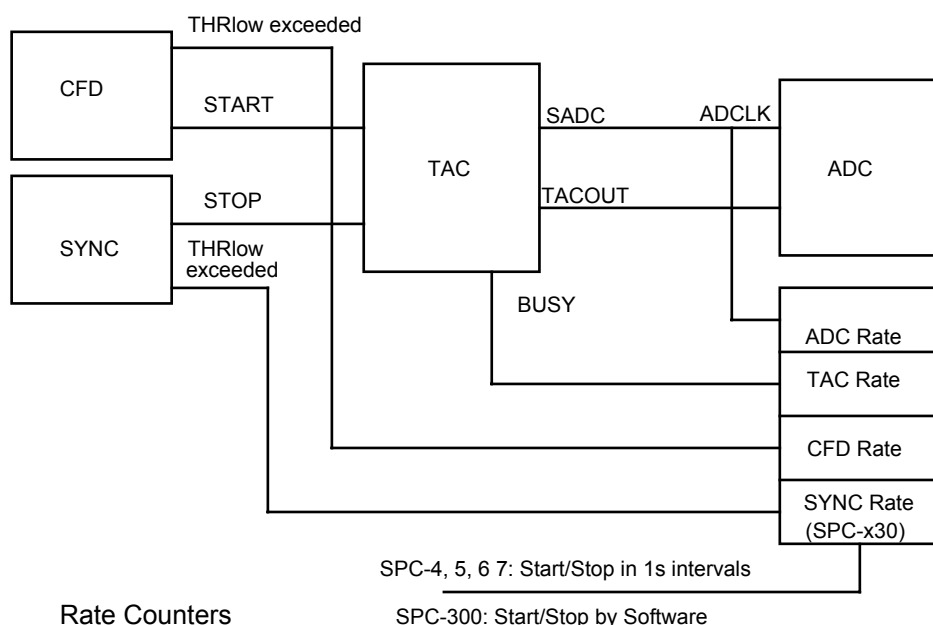 THRlow exceeded
CFD
START
SADC
ADCLK
TAC
ADC
STOP
TACOUT
SYNC
THRlow
exceeded
BUSY
ADC Rate
TAC Rate
CFD Rate
SYNC Rate
(SPC-x30)
SPC-4, 5, 6 7: Start/Stop in 1s intervals
Rate Counters
SPC-300: Start/Stop by Software